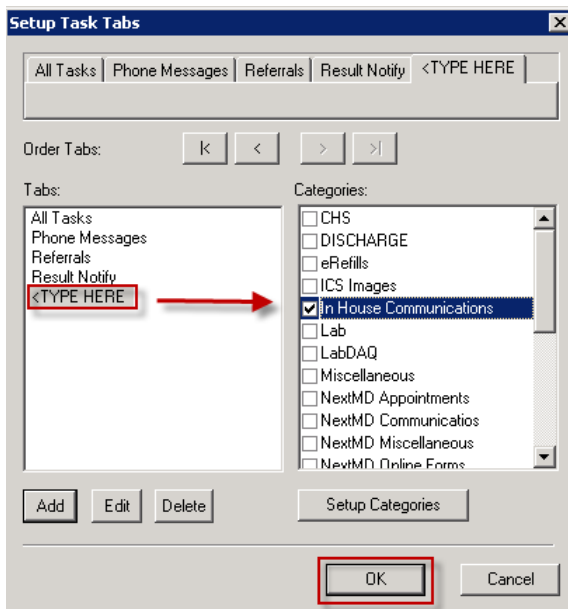 Setup Task Tabs
All Tasks Phone Messages Referrals Result Notify <TYPE HERE
Order Tabs:
Tabs:
All Tasks
Phone Messages
Referrals
Result Notify
<TYPE HERE
Categories:
CHS
DISCHARGE
eRefills
ICS Images
In House Communications
Lab
LabDAQ
Miscellaneous
NextMD Appointments
NextMD Communicatios
NextMD Miscellaneous
NextMD Online Forms
Add Edit Delete
Setup Categories
OK Cancel